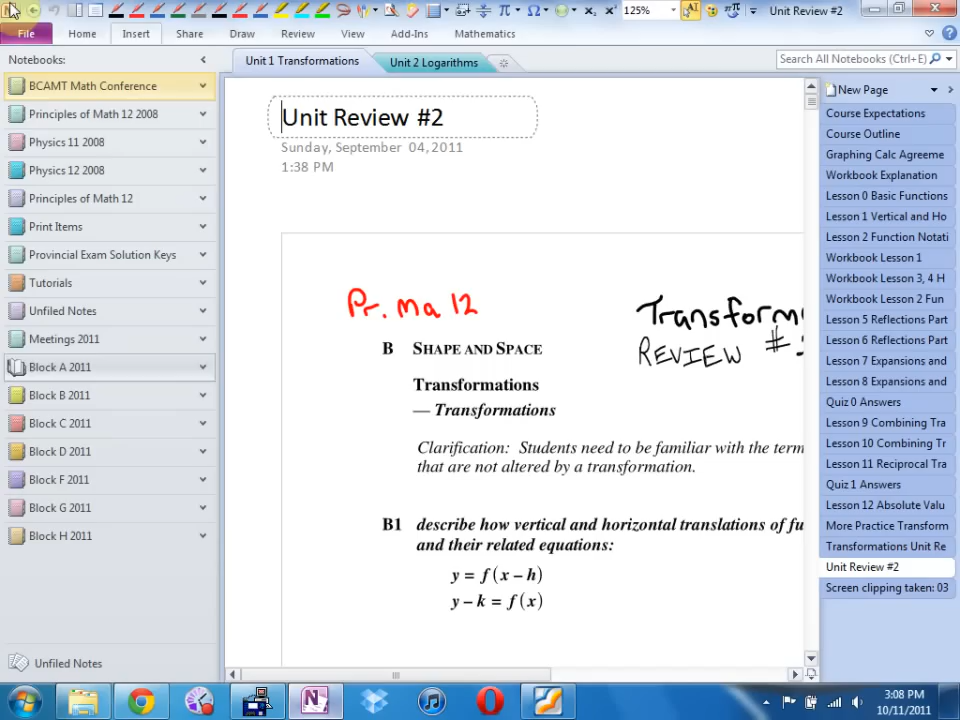 125%
Unit Review #2
File
Home
Insert
Share
Draw
Review
View
Add-Ins
Mathematics
Notebooks:
BCAMT Math Conference
Principles of Math 12 2008
Physics 11 2008
Physics 12 2008
Principles of Math 12
Print Items
Provincial Exam Solution Keys
Tutorials
Unfiled Notes
Meetings 2011
Block A 2011
Block B 2011
Block C 2011
Block D 2011
Block F 2011
Block G 2011
Block H 2011
Unfiled Notes
Unit 1 Transformations
Unit 2 Logarithms
Search All Notebooks (Ctrl+E)
Unit Review #2
Sunday, September 04, 2011
1:38 PM
Pr. Ma 12
Transform
REVIEW #
B SHAPE AND SPACE
Transformations
— Transformations
Clarification: Students need to be familiar with the term
that are not altered by a transformation.
B1 describe how vertical and horizontal translations of fu
and their related equations:
y = f(x – h)
y – k = f(x)
New Page
Course Expectations
Course Outline
Graphing Calc Agreeme
Workbook Explanation
Lesson 0 Basic Functions
Lesson 1 Vertical and Ho
Lesson 2 Function Notati
Workbook Lesson 1
Workbook Lesson 3, 4 H
Workbook Lesson 2 Fun
Lesson 5 Reflections Part
Lesson 6 Reflections Part
Lesson 7 Expansions and
Lesson 8 Expansions and
Quiz 0 Answers
Lesson 9 Combining Tra
Lesson 10 Combining Tr
Lesson 11 Reciprocal Tra
Quiz 1 Answers
Lesson 12 Absolute Valu
More Practice Transform
Transformations Unit Re
Unit Review #2
Screen clipping taken: 03
3:08 PM
10/11/2011